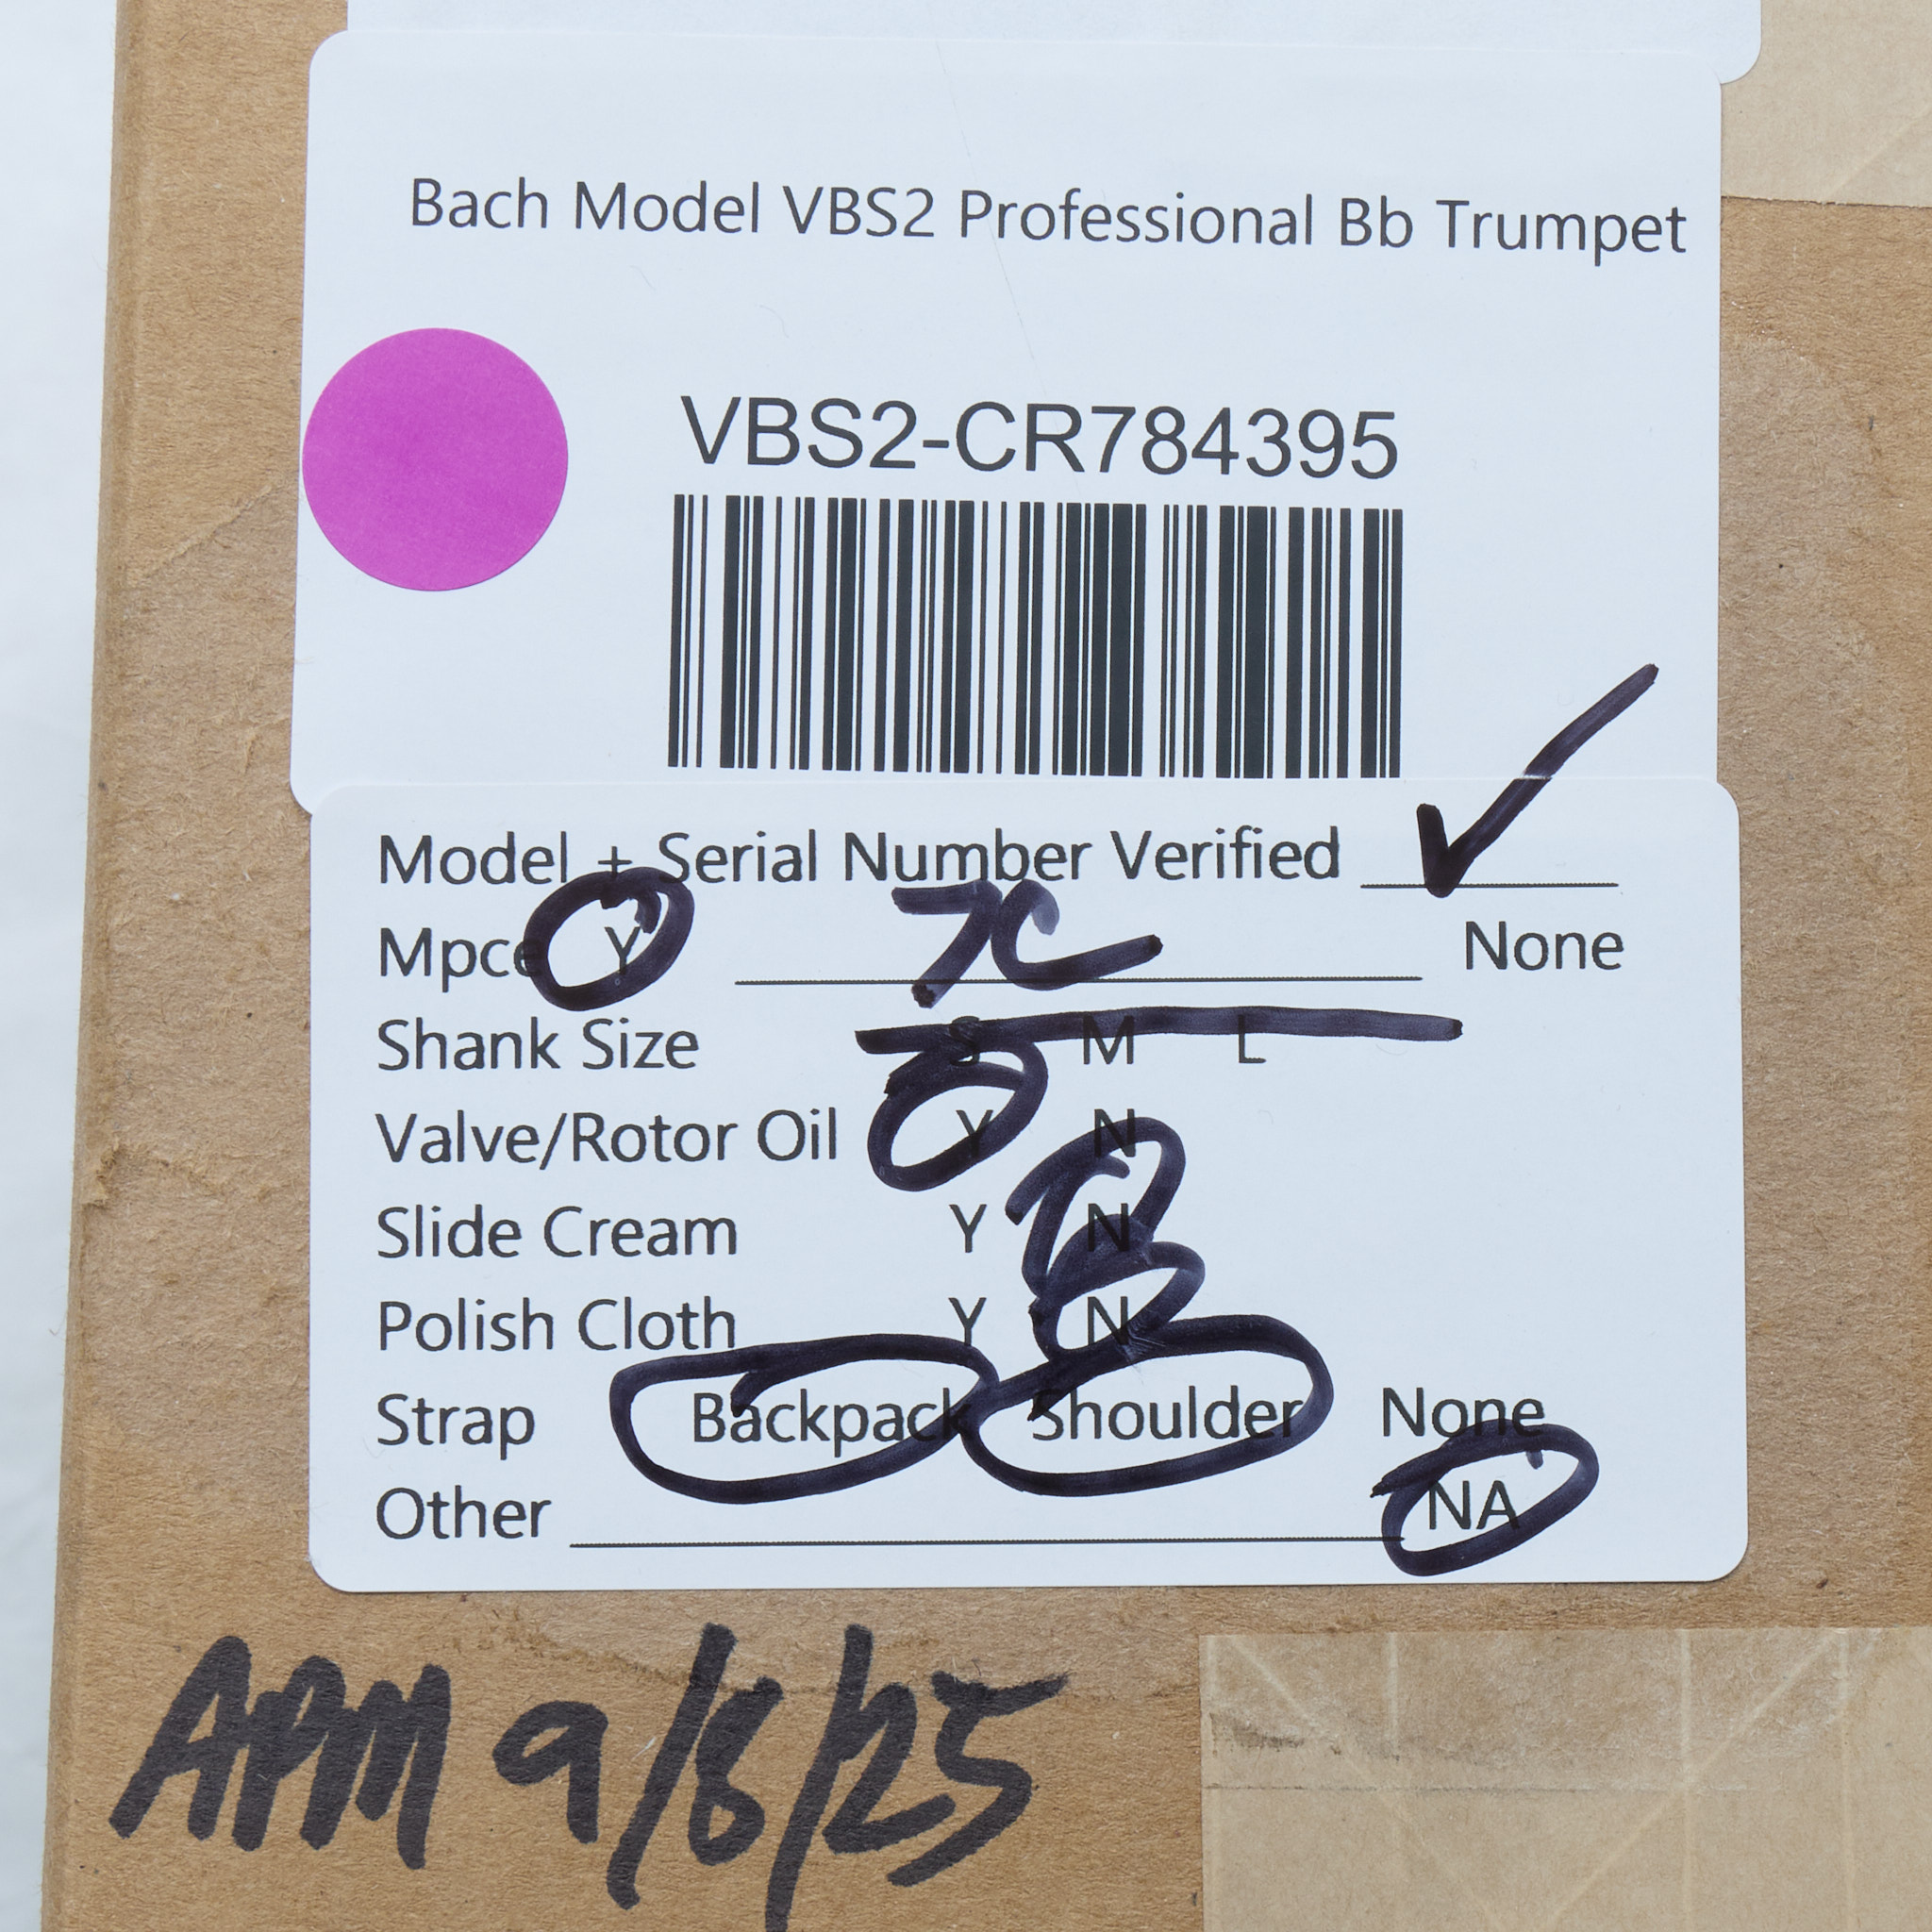 Bach Model VBS2 Professional Bb Trumpet
VBS2-CR784395
Model + Serial Number Verified ✓
Mpce Y 7C None
Shank Size S M L
Valve/Rotor Oil Y N
Slide Cream Y N
Polish Cloth Y N
Strap Backpack Shoulder None
Other NA
APM 9/8/25